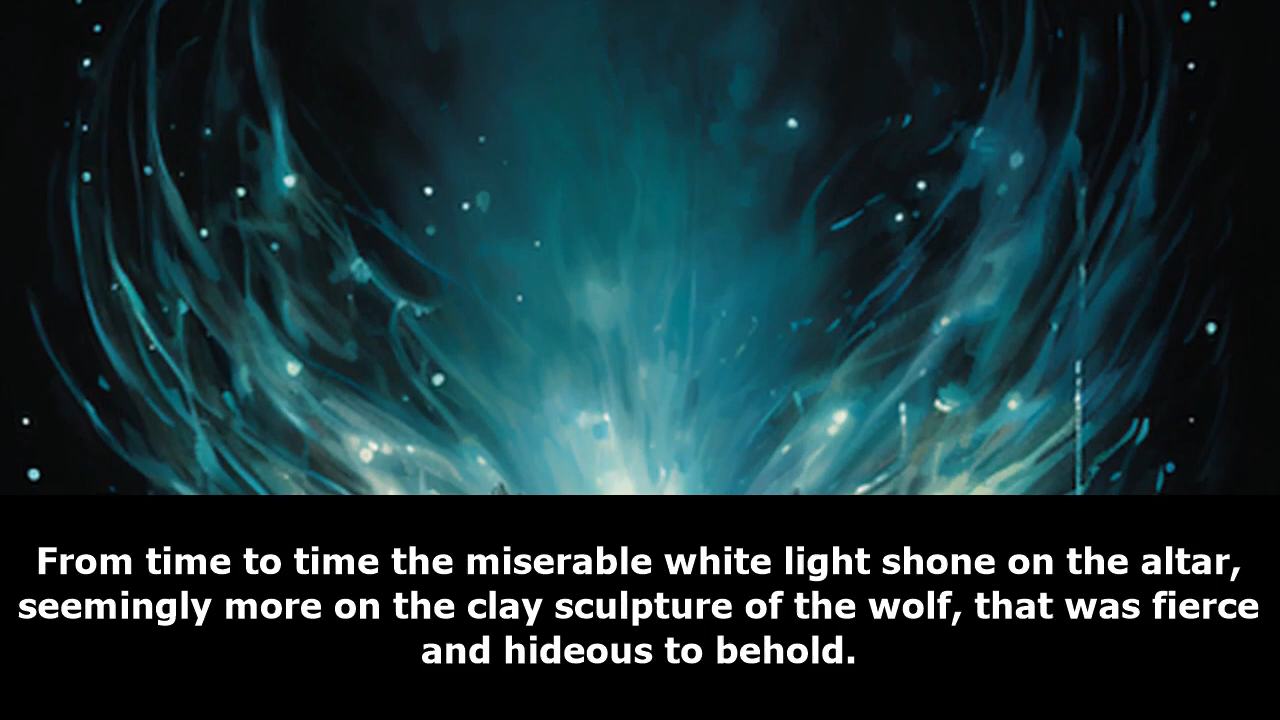 From time to time the miserable white light shone on the altar,
seemingly more on the clay sculpture of the wolf, that was fierce
and hideous to behold.